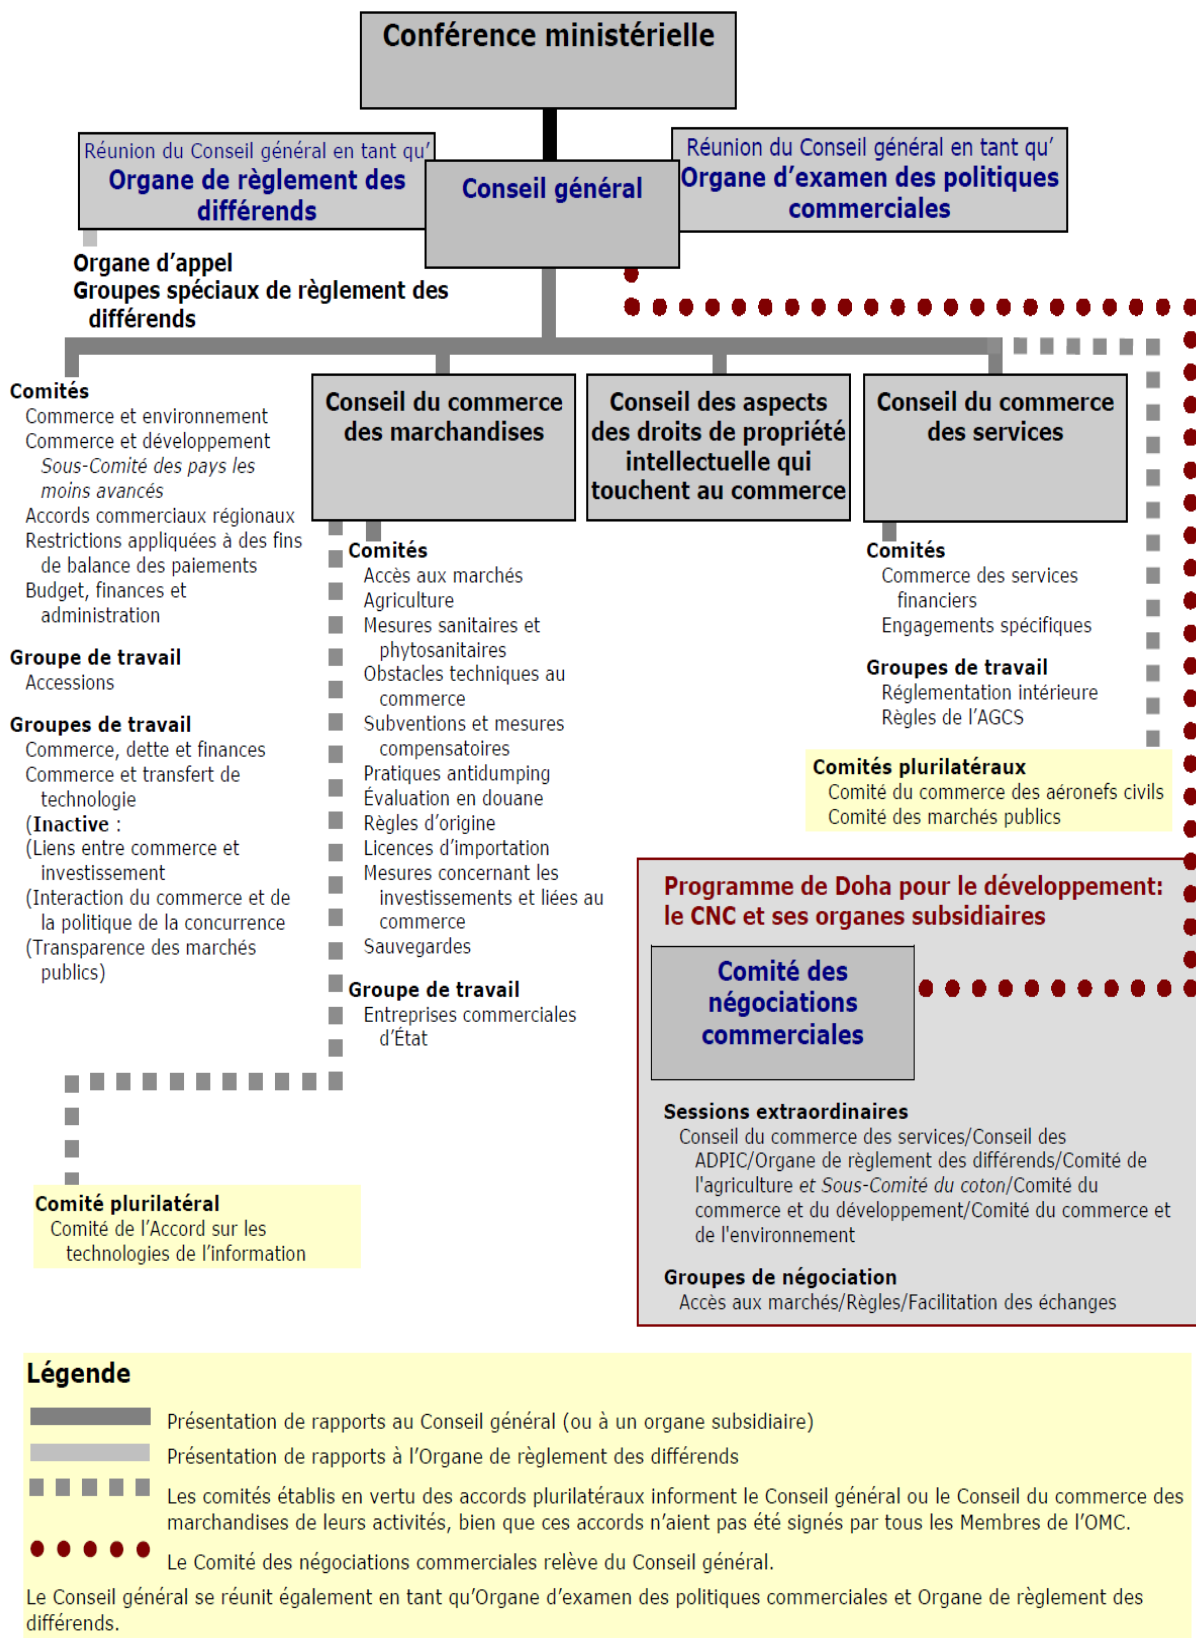 Conférence ministérielle
Réunion du Conseil général en tant qu’
Organe de règlement des
différends
Conseil général
Réunion du Conseil général en tant qu’
Organe d’examen des politiques
commerciales
Organe d’appel
Groupes spéciaux de règlement des
différends
Comités
Commerce et environnement
Commerce et développement
Sous-Comité des pays les
moins avancés
Accords commerciaux régionaux
Restrictions appliquées à des fins
de balance des paiements
Budget, finances et
administration
Groupe de travail
Accessions
Groupes de travail
Commerce, dette et finances
Commerce et transfert de
technologie
(Inactive :
(Liens entre commerce et
investissement
(Interaction du commerce et de
la politique de la concurrence
(Transparence des marchés
publics)
Conseil du commerce
des marchandises
Comités
Accès aux marchés
Agriculture
Mesures sanitaires et
phytosanitaires
Obstacles techniques au
commerce
Subventions et mesures
compensatoires
Pratiques antidumping
Évaluation en douane
Règles d’origine
Licences d’importation
Mesures concernant les
investissements et liées au
commerce
Sauvegardes
Groupe de travail
Entreprises commerciales
d’État
Comité plurilatéral
Comité de l’Accord sur les
technologies de l’information
Conseil des aspects
des droits de propriété
intellectuelle qui
touchent au commerce
Conseil du commerce
des services
Comités
Commerce des services
financiers
Engagements spécifiques
Groupes de travail
Réglementation intérieure
Règles de l’AGCS
Comités plurilatéraux
Comité du commerce des aéronefs civils
Comité des marchés publics
Programme de Doha pour le développement:
le CNC et ses organes subsidiaires
Comité des
négociations
commerciales
Sessions extraordinaires
Conseil du commerce des services/Conseil des
ADPIC/Organe de règlement des différends/Comité de
l'agriculture et Sous-Comité du coton/Comité du
commerce et du développement/Comité du commerce et
de l'environnement
Groupes de négociation
Accès aux marchés/Règles/Facilitation des échanges
Légende
Présentation de rapports au Conseil général (ou à un organe subsidiaire)
Présentation de rapports à l’Organe de règlement des différends
Les comités établis en vertu des accords plurilatéraux informent le Conseil général ou le Conseil du commerce des
marchandises de leurs activités, bien que ces accords n’aient pas été signés par tous les Membres de l’OMC.
Le Comité des négociations commerciales relève du Conseil général.
Le Conseil général se réunit également en tant qu’Organe d’examen des politiques commerciales et Organe de règlement des
différends.